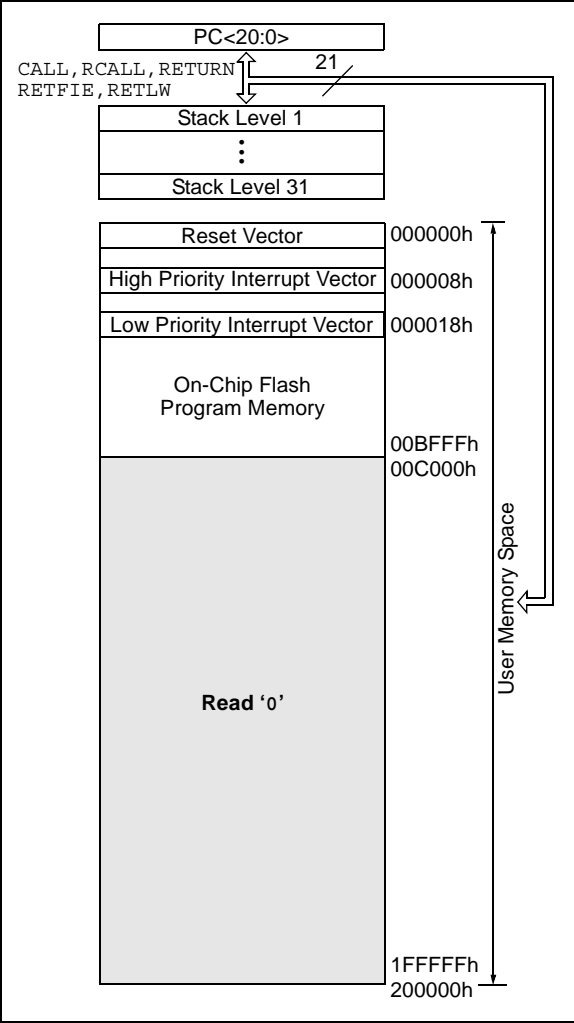 PC<20:0>
CALL,RCALL,RETURN
RETFIE,RETLW
21
Stack Level 1
Stack Level 31
Reset Vector
000000h
High Priority Interrupt Vector
000008h
Low Priority Interrupt Vector
000018h
On-Chip Flash
Program Memory
00BFFFh
00C000h
User Memory Space
Read ‘0’
1FFFFFh
200000h